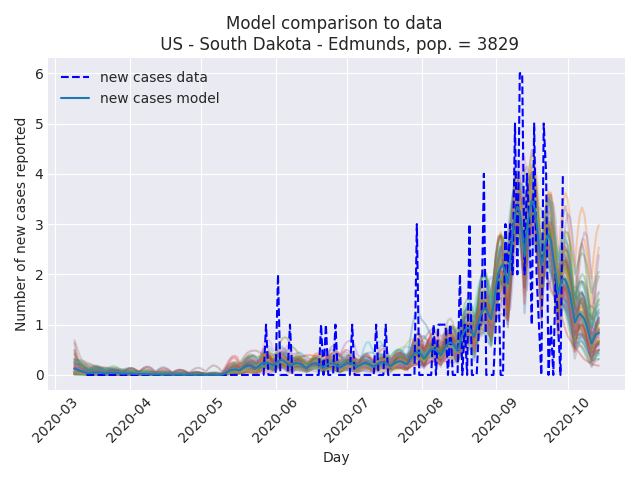 Model comparison to data
US - South Dakota - Edmunds, pop. = 3829
new cases data
new cases model
Number of new cases reported
6
5
4
3
2
1
0
2020-03
2020-04
2020-05
2020-06
2020-07
2020-08
2020-09
2020-10
Day